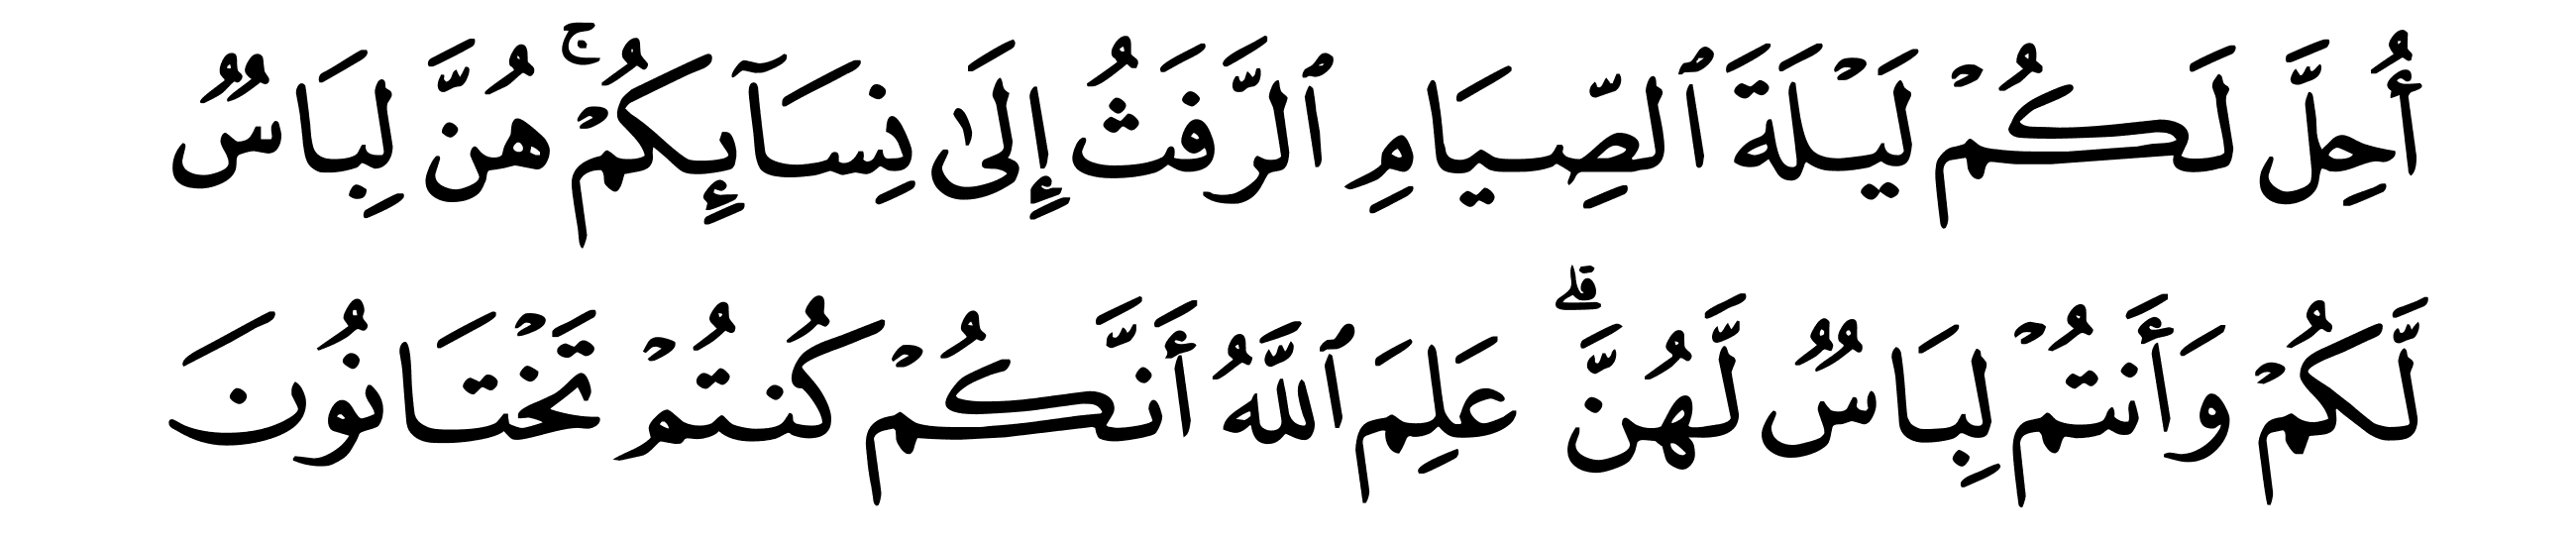 أُحِلَّ لَكُمْ لَيْلَةَ ٱلصِّيَامِ ٱلرَّفَثُ إِلَىٰ نِسَآئِكُمْ ۚ هُنَّ لِبَاسٌ
لَّكُمْ وَأَنتُمْ لِبَاسٌ لَّهُنَّ ۗ عَلِمَ ٱللَّهُ أَنَّكُمْ كُنتُمْ تَخْتَانُونَ